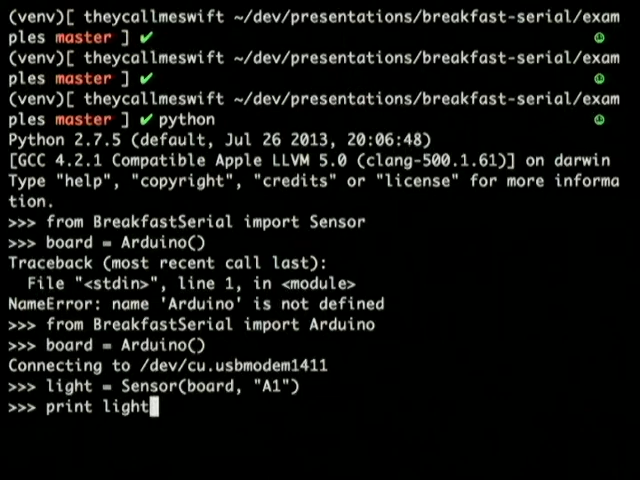 (venv)[ theycallmeswift ~/dev/presentations/breakfast-serial/exam
ples master ] ✔
(venv)[ theycallmeswift ~/dev/presentations/breakfast-serial/exam
ples master ] ✔
(venv)[ theycallmeswift ~/dev/presentations/breakfast-serial/exam
ples master ] ✔ python
Python 2.7.5 (default, Jul 26 2013, 20:06:48)
[GCC 4.2.1 Compatible Apple LLVM 5.0 (clang-500.1.61)] on darwin
Type "help", "copyright", "credits" or "license" for more informa
tion.
>>> from BreakfastSerial import Sensor
>>> board = Arduino()
Traceback (most recent call last):
  File "<stdin>", line 1, in <module>
NameError: name 'Arduino' is not defined
>>> from BreakfastSerial import Arduino
>>> board = Arduino()
Connecting to /dev/cu.usbmodem1411
>>> light = Sensor(board, "A1")
>>> print light